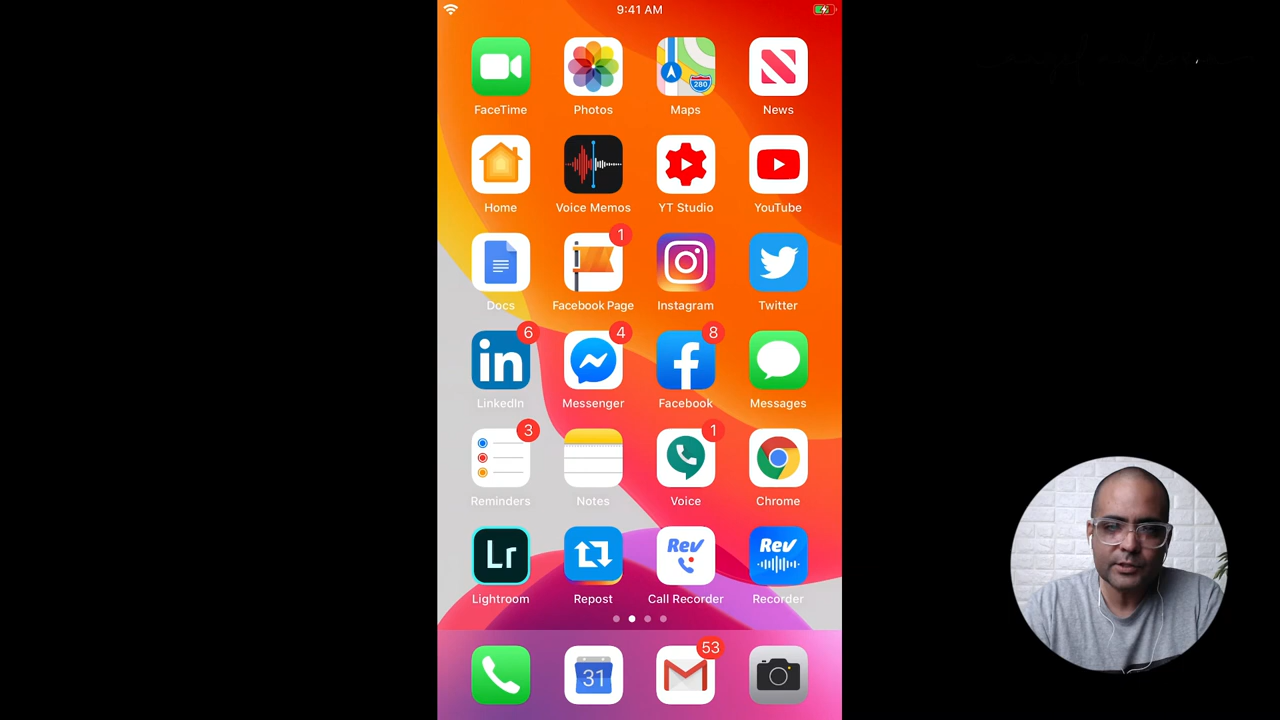 9:41 AM
280
FaceTime Photos Maps News
Home Voice Memos YT Studio YouTube
1
Docs Facebook Page Instagram Twitter
6 4 8
in
LinkedIn Messenger Facebook Messages
3 1
Reminders Notes Voice Chrome
Lr Rev Rev
Lightroom Repost Call Recorder Recorder
53
31